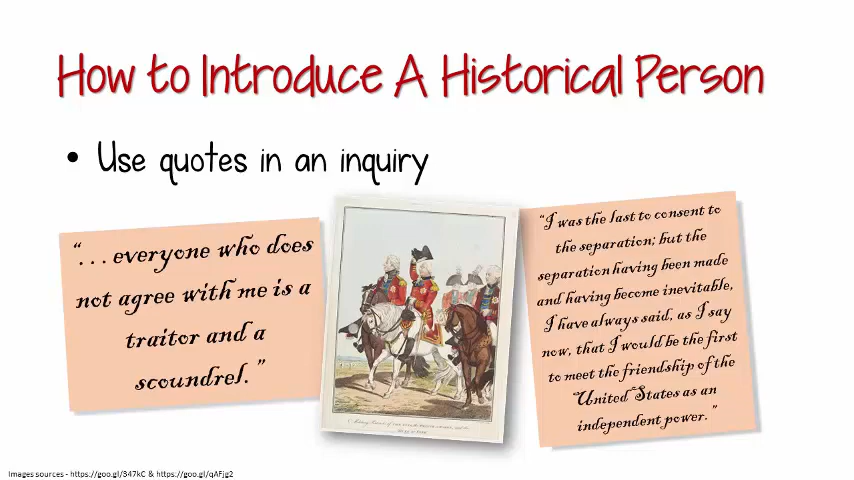 How to Introduce A Historical Person
• Use quotes in an inquiry
“... everyone who does
not agree with me is a
traitor and a
scoundrel.”
“I was the last to consent to
the separation; but the
separation having been made
and having become inevitable,
I have always said, as I say
now, that I would be the first
to meet the friendship of the
United States as an
independent power.”
Images sources - https://goo.gl/347kC & https://goo.gl/qAFjg2